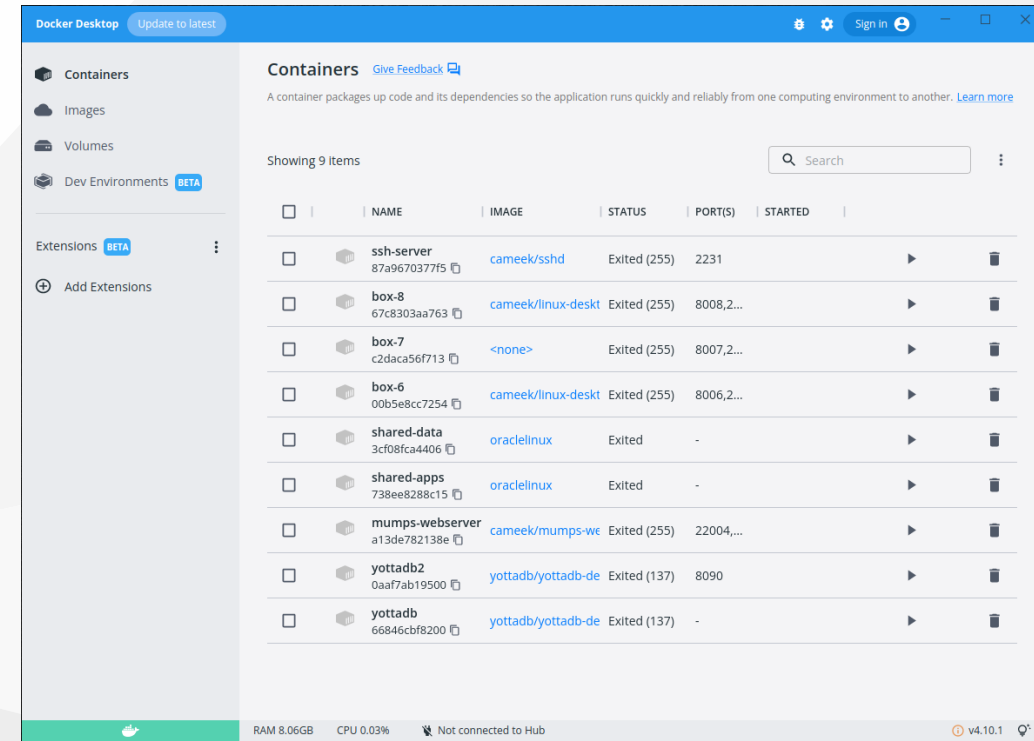 Docker Desktop Update to latest Sign in
Containers
Images
Volumes
Dev Environments BETA
Extensions BETA
Add Extensions
Containers Give Feedback
A container packages up code and its dependencies so the application runs quickly and reliably from one computing environment to another. Learn more
Showing 9 items Search
NAME IMAGE STATUS PORT(S) STARTED
ssh-server
87a9670377f5 cameek/sshd Exited (255) 2231
box-8
67c8303aa763 cameek/linux-deskt Exited (255) 8008,2...
box-7
c2daca56f713 <none> Exited (255) 8007,2...
box-6
00b5e8cc7254 cameek/linux-deskt Exited (255) 8006,2...
shared-data
3cf08fca4406 oraclelinux Exited -
shared-apps
738ee8288c15 oraclelinux Exited -
mumps-webserver
a13de782138e cameek/mumps-we Exited (255) 22004,...
yottadb2
0aaf7ab19500 yottadb/yottadb-de Exited (137) 8090
yottadb
66846cbf8200 yottadb/yottadb-de Exited (137) -
RAM 8.06GB CPU 0.03% Not connected to Hub v4.10.1